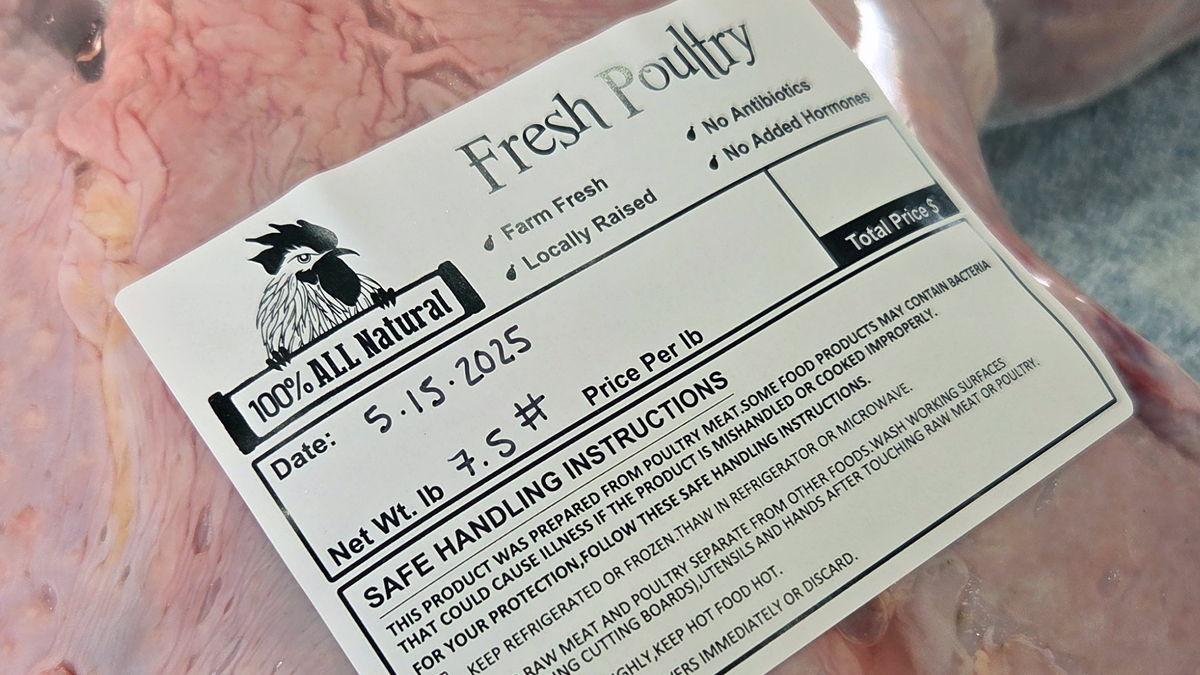 Fresh Poultry
Farm Fresh
Locally Raised
No Antibiotics
No Added Hormones
100% ALL Natural
Total Price $
Date: 5.15.2025
Net Wt. lb 7.5 # Price Per lb
SAFE HANDLING INSTRUCTIONS
THIS PRODUCT WAS PREPARED FROM POULTRY MEAT.SOME FOOD PRODUCTS MAY CONTAIN BACTERIA
THAT COULD CAUSE ILLNESS IF THE PRODUCT IS MISHANDLED OR COOKED IMPROPERLY.
FOR YOUR PROTECTION,FOLLOW THESE SAFE HANDLING INSTRUCTIONS.
KEEP REFRIGERATED OR FROZEN.THAW IN REFRIGERATOR OR MICROWAVE.
RAW MEAT AND POULTRY SEPARATE FROM OTHER FOODS.WASH WORKING SURFACES
CUTTING BOARDS),UTENSILS AND HANDS AFTER TOUCHING RAW MEAT OR POULTRY.
KEEP HOT FOOD HOT.
IMMEDIATELY OR DISCARD.